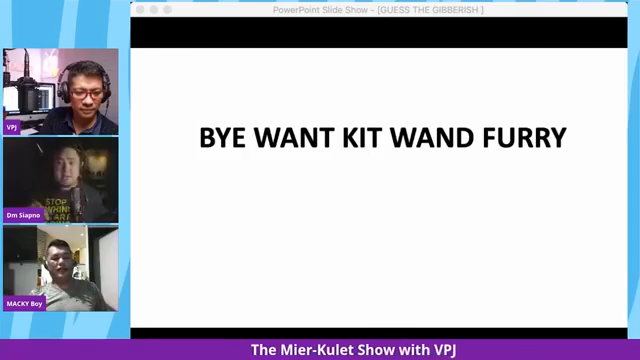 PowerPoint Slide Show - [GUESS THE GIBBERISH ]
BYE WANT KIT WAND FURRY
VPJ
Dm Siapno
MACKY Boy
The Mier-Kulet Show with VPJ